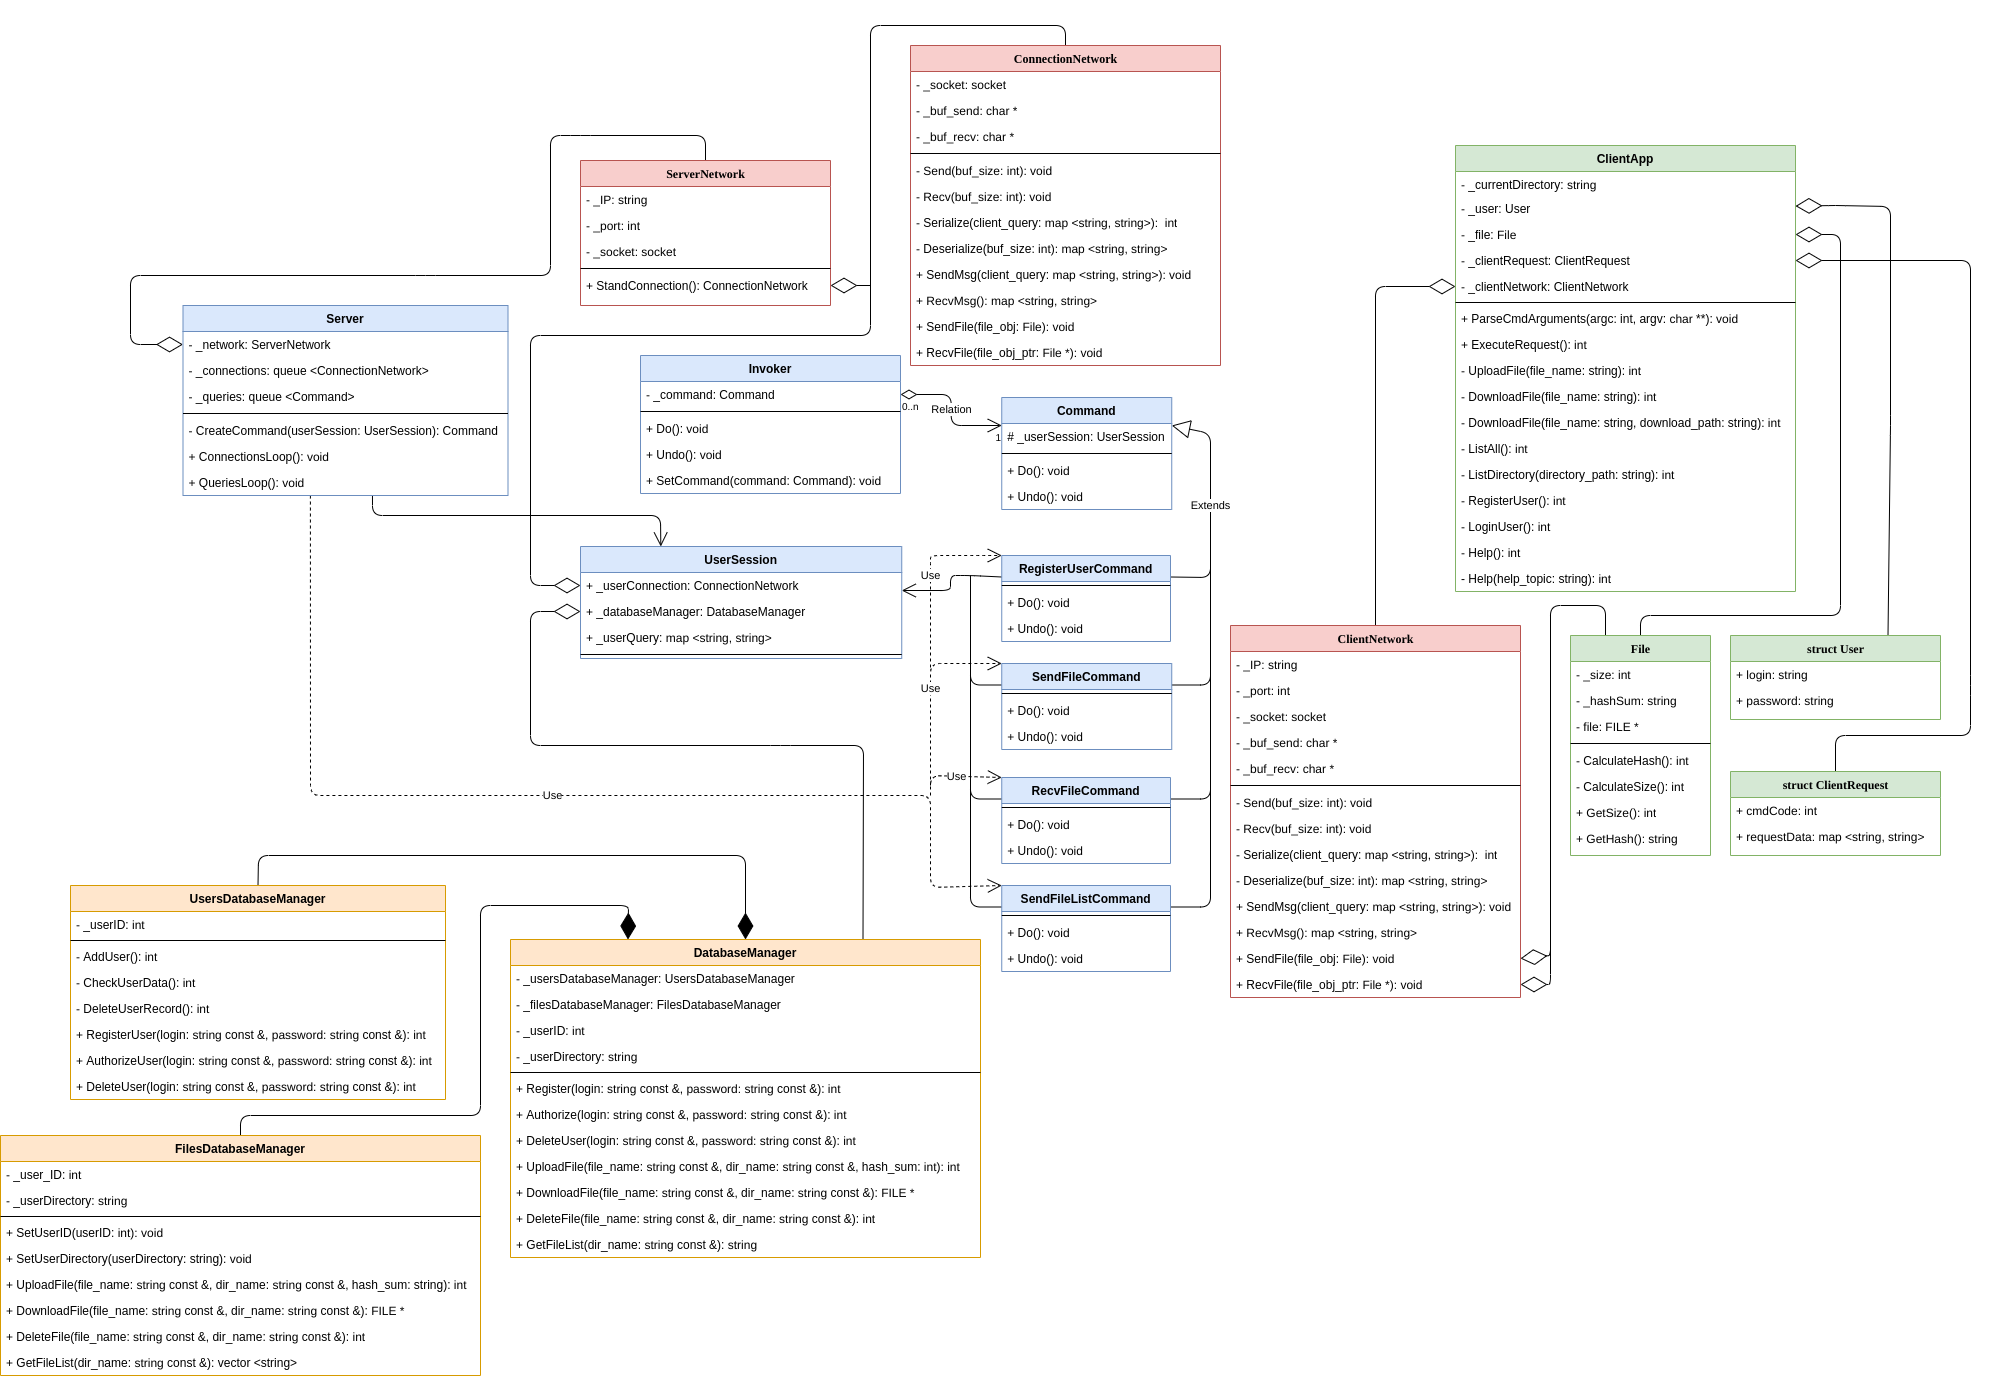 ConnectionNetwork
- _socket: socket
- _buf_send: char *
- _buf_recv: char *
- Send(buf_size: int): void
- Recv(buf_size: int): void
- Serialize(client_query: map <string, string>):  int
- Deserialize(buf_size: int): map <string, string>
+ SendMsg(client_query: map <string, string>): void
+ RecvMsg(): map <string, string>
+ SendFile(file_obj: File): void
+ RecvFile(file_obj_ptr: File *): void
ServerNetwork
- _IP: string
- _port: int
- _socket: socket
+ StandConnection(): ConnectionNetwork
ClientApp
- _currentDirectory: string
- _user: User
- _file: File
- _clientRequest: ClientRequest
- _clientNetwork: ClientNetwork
+ ParseCmdArguments(argc: int, argv: char **): void
+ ExecuteRequest(): int
- UploadFile(file_name: string): int
- DownloadFile(file_name: string): int
- DownloadFile(file_name: string, download_path: string): int
- ListAll(): int
- ListDirectory(directory_path: string): int
- RegisterUser(): int
- LoginUser(): int
- Help(): int
- Help(help_topic: string): int
Server
- _network: ServerNetwork
- _connections: queue <ConnectionNetwork>
- _queries: queue <Command>
- CreateCommand(userSession: UserSession): Command
+ ConnectionsLoop(): void
+ QueriesLoop(): void
Invoker
- _command: Command
+ Do(): void
+ Undo(): void
+ SetCommand(command: Command): void
0..n
Relation
1
Command
# _userSession: UserSession
+ Do(): void
+ Undo(): void
Extends
UserSession
+ _userConnection: ConnectionNetwork
+ _databaseManager: DatabaseManager
+ _userQuery: map <string, string>
Use
RegisterUserCommand
+ Do(): void
+ Undo(): void
Use
SendFileCommand
+ Do(): void
+ Undo(): void
Use
RecvFileCommand
+ Do(): void
+ Undo(): void
Use
SendFileListCommand
+ Do(): void
+ Undo(): void
ClientNetwork
- _IP: string
- _port: int
- _socket: socket
- _buf_send: char *
- _buf_recv: char *
- Send(buf_size: int): void
- Recv(buf_size: int): void
- Serialize(client_query: map <string, string>):  int
- Deserialize(buf_size: int): map <string, string>
+ SendMsg(client_query: map <string, string>): void
+ RecvMsg(): map <string, string>
+ SendFile(file_obj: File): void
+ RecvFile(file_obj_ptr: File *): void
File
- _size: int
- _hashSum: string
- file: FILE *
- CalculateHash(): int
- CalculateSize(): int
+ GetSize(): int
+ GetHash(): string
struct User
+ login: string
+ password: string
struct ClientRequest
+ cmdCode: int
+ requestData: map <string, string>
UsersDatabaseManager
- _userID: int
- AddUser(): int
- CheckUserData(): int
- DeleteUserRecord(): int
+ RegisterUser(login: string const &, password: string const &): int
+ AuthorizeUser(login: string const &, password: string const &): int
+ DeleteUser(login: string const &, password: string const &): int
DatabaseManager
- _usersDatabaseManager: UsersDatabaseManager
- _filesDatabaseManager: FilesDatabaseManager
- _userID: int
- _userDirectory: string
+ Register(login: string const &, password: string const &): int
+ Authorize(login: string const &, password: string const &): int
+ DeleteUser(login: string const &, password: string const &): int
+ UploadFile(file_name: string const &, dir_name: string const &, hash_sum: int): int
+ DownloadFile(file_name: string const &, dir_name: string const &): FILE *
+ DeleteFile(file_name: string const &, dir_name: string const &): int
+ GetFileList(dir_name: string const &): string
FilesDatabaseManager
- _user_ID: int
- _userDirectory: string
+ SetUserID(userID: int): void
+ SetUserDirectory(userDirectory: string): void
+ UploadFile(file_name: string const &, dir_name: string const &, hash_sum: string): int
+ DownloadFile(file_name: string const &, dir_name: string const &): FILE *
+ DeleteFile(file_name: string const &, dir_name: string const &): int
+ GetFileList(dir_name: string const &): vector <string>